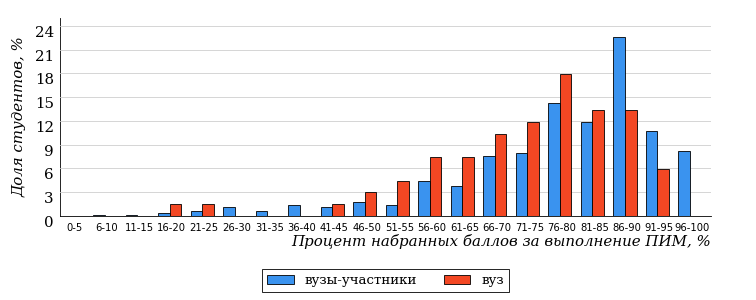 Доля студентов, %
24
21
18
15
12
9
6
3
0
0-5 6-10 11-15 16-20 21-25 26-30 31-35 36-40 41-45 46-50 51-55 56-60 61-65 66-70 71-75 76-80 81-85 86-90 91-95 96-100
Процент набранных баллов за выполнение ПИМ, %
вузы-участники вуз